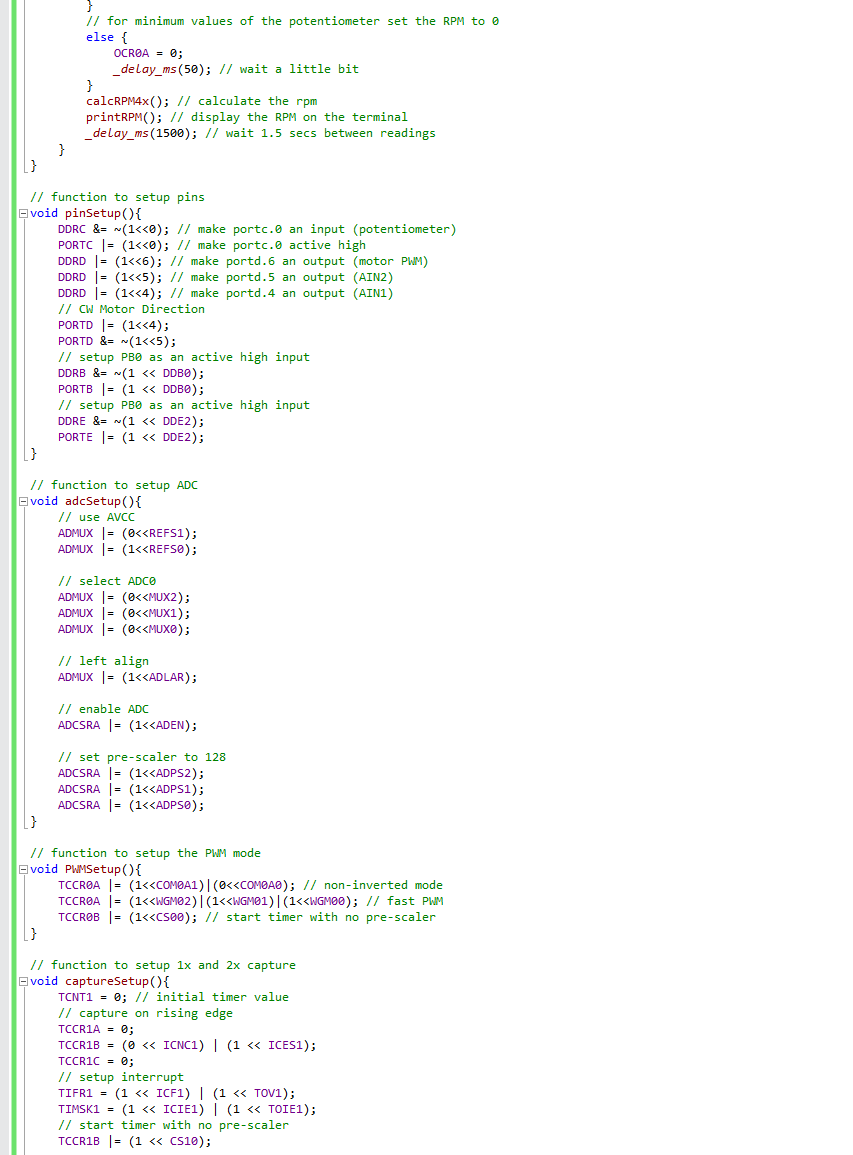 }
        // for minimum values of the potentiometer set the RPM to 0
        else {
            OCR0A = 0;
            _delay_ms(50); // wait a little bit
        }
        calcRPM4x(); // calculate the rpm
        printRPM(); // display the RPM on the terminal
        _delay_ms(1500); // wait 1.5 secs between readings
    }
}

// function to setup pins
void pinSetup(){
    DDRC &= ~(1<<0); // make portc.0 an input (potentiometer)
    PORTC |= (1<<0); // make portc.0 active high
    DDRD |= (1<<6); // make portd.6 an output (motor PWM)
    DDRD |= (1<<5); // make portd.5 an output (AIN2)
    DDRD |= (1<<4); // make portd.4 an output (AIN1)
    // CW Motor Direction
    PORTD |= (1<<4);
    PORTD &= ~(1<<5);
    // setup PB0 as an active high input
    DDRB &= ~(1 << DDB0);
    PORTB |= (1 << DDB0);
    // setup PB0 as an active high input
    DDRE &= ~(1 << DDE2);
    PORTE |= (1 << DDE2);
}

// function to setup ADC
void adcSetup(){
    // use AVCC
    ADMUX |= (0<<REFS1);
    ADMUX |= (1<<REFS0);

    // select ADC0
    ADMUX |= (0<<MUX2);
    ADMUX |= (0<<MUX1);
    ADMUX |= (0<<MUX0);

    // left align
    ADMUX |= (1<<ADLAR);

    // enable ADC
    ADCSRA |= (1<<ADEN);

    // set pre-scaler to 128
    ADCSRA |= (1<<ADPS2);
    ADCSRA |= (1<<ADPS1);
    ADCSRA |= (1<<ADPS0);
}

// function to setup the PWM mode
void PWMSetup(){
    TCCR0A |= (1<<COM0A1)|(0<<COM0A0); // non-inverted mode
    TCCR0A |= (1<<WGM02)|(1<<WGM01)|(1<<WGM00); // fast PWM
    TCCR0B |= (1<<CS00); // start timer with no pre-scaler
}

// function to setup 1x and 2x capture
void captureSetup(){
    TCNT1 = 0; // initial timer value
    // capture on rising edge
    TCCR1A = 0;
    TCCR1B = (0 << ICNC1) | (1 << ICES1);
    TCCR1C = 0;
    // setup interrupt
    TIFR1 = (1 << ICF1) | (1 << TOV1);
    TIMSK1 = (1 << ICIE1) | (1 << TOIE1);
    // start timer with no pre-scaler
    TCCR1B |= (1 << CS10);